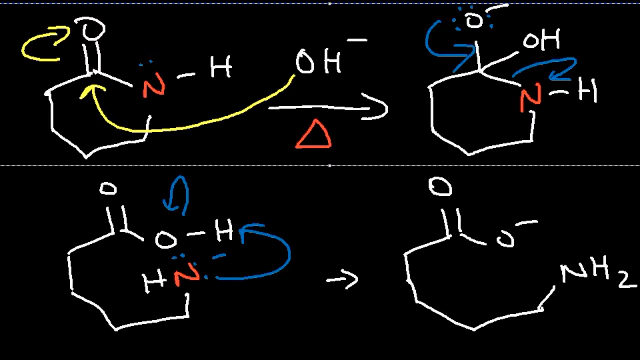 O O⁻
OH
N - H OH⁻ N - H
Δ
O O
O - H O⁻
H N⁻ → NH₂